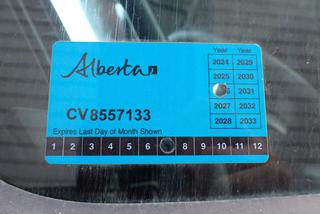 Alberta
Year Year
2024 2029
2025 2030
2031
CV8557133
2027 2032
2028 2033
Expires Last Day of Month Shown
1 2 3 4 5 6 8 9 10 11 12